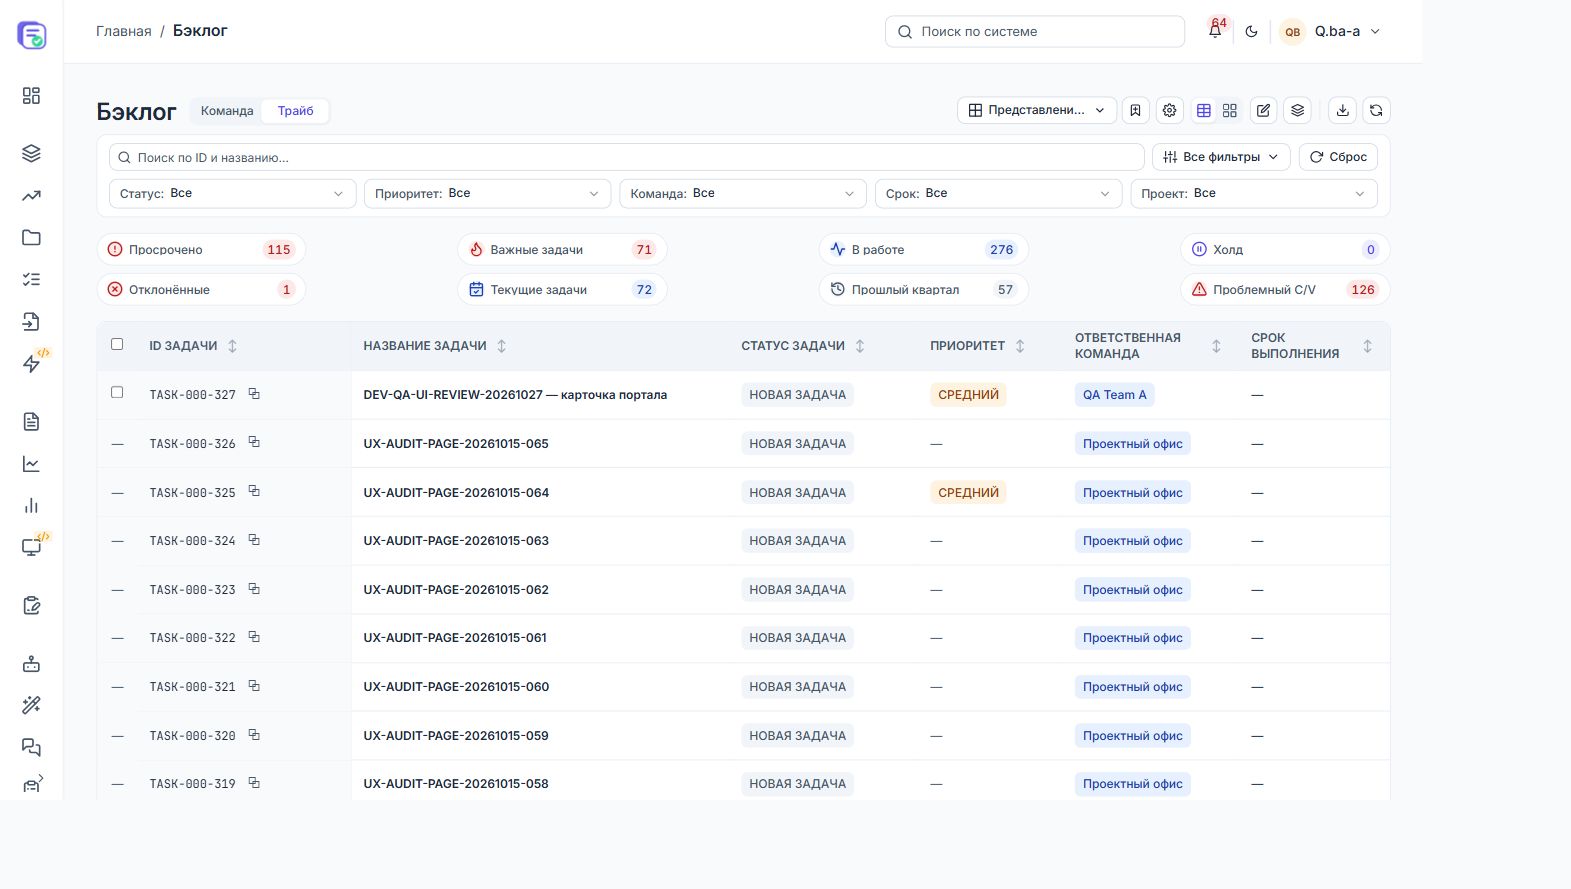 Главная / Бэклог
Поиск по системе
64
QB Q.ba-a
Бэклог
Команда Трайб
Представлени...
Поиск по ID и названию...
Все фильтры
Сброс
Статус: Все
Приоритет: Все
Команда: Все
Срок: Все
Проект: Все
Просрочено 115
Важные задачи 71
В работе 276
Холд 0
Отклонённые 1
Текущие задачи 72
Прошлый квартал 57
Проблемный C/V 126
ID ЗАДАЧИ НАЗВАНИЕ ЗАДАЧИ СТАТУС ЗАДАЧИ ПРИОРИТЕТ ОТВЕТСТВЕННАЯ КОМАНДА СРОК ВЫПОЛНЕНИЯ
TASK-000-327 DEV-QA-UI-REVIEW-20261027 — карточка портала НОВАЯ ЗАДАЧА СРЕДНИЙ QA Team A —
— TASK-000-326 UX-AUDIT-PAGE-20261015-065 НОВАЯ ЗАДАЧА — Проектный офис —
— TASK-000-325 UX-AUDIT-PAGE-20261015-064 НОВАЯ ЗАДАЧА СРЕДНИЙ Проектный офис —
— TASK-000-324 UX-AUDIT-PAGE-20261015-063 НОВАЯ ЗАДАЧА — Проектный офис —
— TASK-000-323 UX-AUDIT-PAGE-20261015-062 НОВАЯ ЗАДАЧА — Проектный офис —
— TASK-000-322 UX-AUDIT-PAGE-20261015-061 НОВАЯ ЗАДАЧА — Проектный офис —
— TASK-000-321 UX-AUDIT-PAGE-20261015-060 НОВАЯ ЗАДАЧА — Проектный офис —
— TASK-000-320 UX-AUDIT-PAGE-20261015-059 НОВАЯ ЗАДАЧА — Проектный офис —
— TASK-000-319 UX-AUDIT-PAGE-20261015-058 НОВАЯ ЗАДАЧА — Проектный офис —